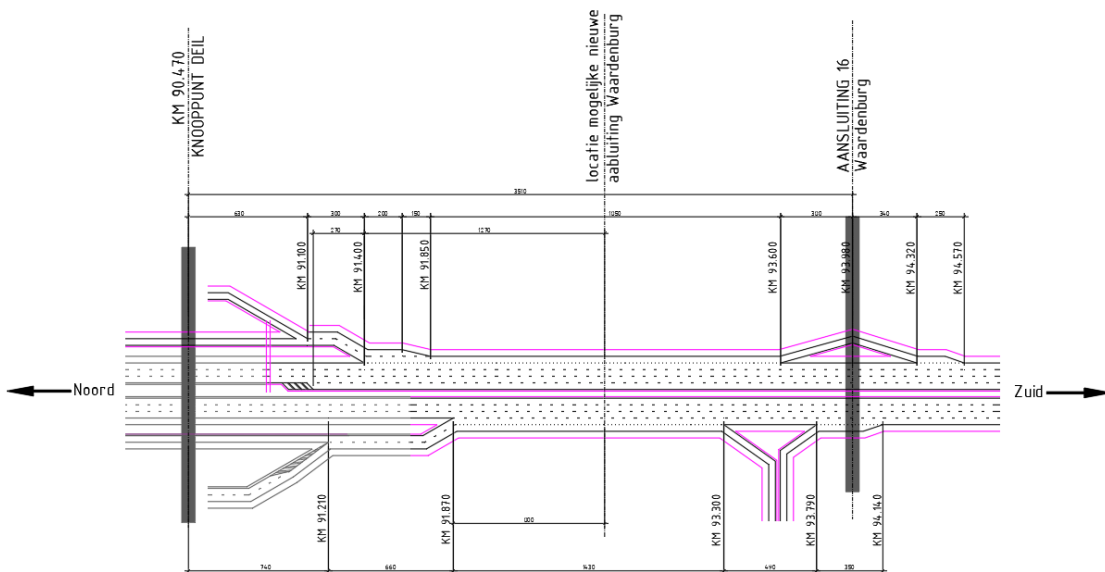 KM 90.470
KNOOPPUNT DEIL
locatie mogelijke nieuwe
aabluiting Waardenburg
AANSLUITING 16
Waardenburg
3510
630
300
200
150
340
250
270
1270
KM 91.100
KM 91.400
KM 91.850
KM 93.600
KM 93.980
KM 94.320
KM 94.570
Noord
Zuid
KM 91.210
KM 91.870
KM 93.300
KM 93.790
KM 94.140
740
660
1430
490
350